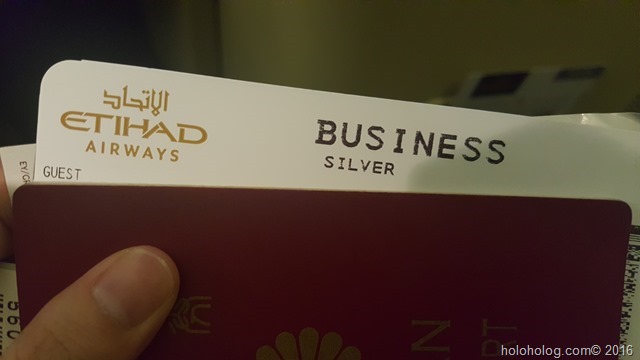 الاتحاد
ETIHAD
AIRWAYS
BUSINESS
SILVER
GUEST
holoholog.com© 2016